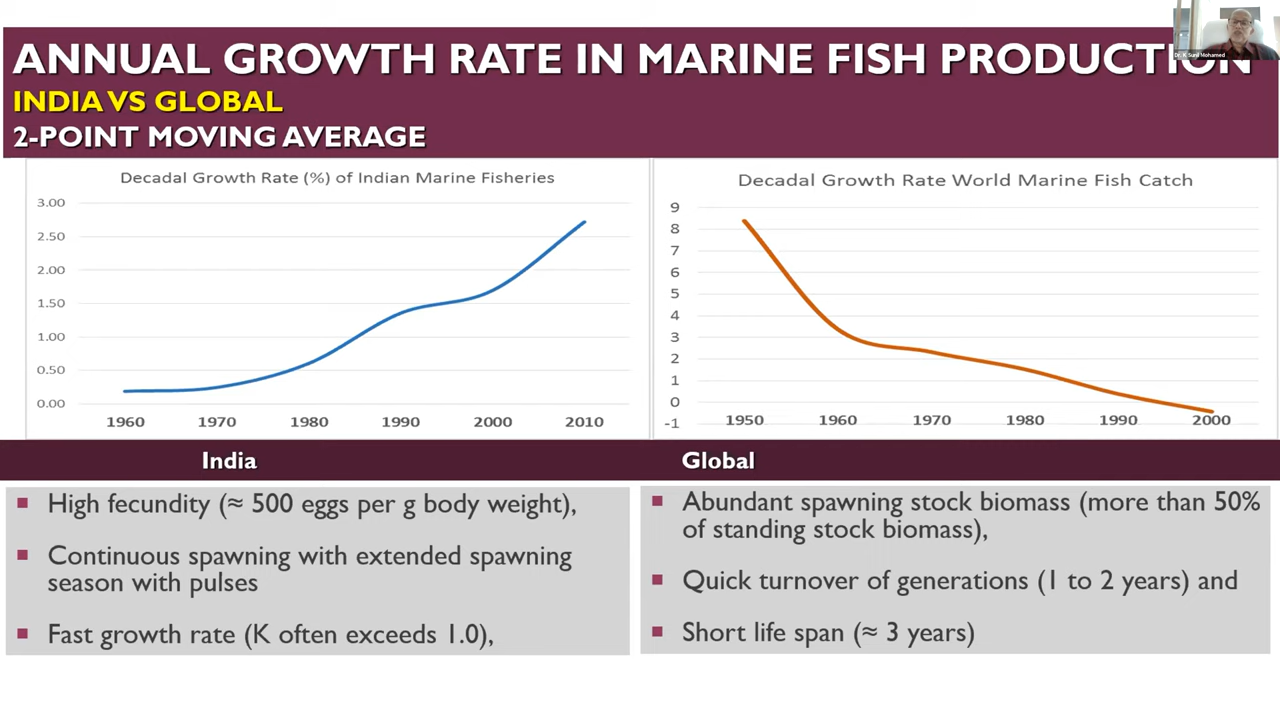 ANNUAL GROWTH RATE IN MARINE FISH PRODUCTION
INDIA VS GLOBAL
2-POINT MOVING AVERAGE
Dr. K Sunil Mohamed
Decadal Growth Rate (%) of Indian Marine Fisheries
3.00
2.50
2.00
1.50
1.00
0.50
0.00
1960 1970 1980 1990 2000 2010
Decadal Growth Rate World Marine Fish Catch
9
8
7
6
5
4
3
2
1
0
-1
1950 1960 1970 1980 1990 2000
India
Global
▪ High fecundity (≈ 500 eggs per g body weight),
▪ Continuous spawning with extended spawning
season with pulses
▪ Fast growth rate (K often exceeds 1.0),
▪ Abundant spawning stock biomass (more than 50%
of standing stock biomass),
▪ Quick turnover of generations (1 to 2 years) and
▪ Short life span (≈ 3 years)